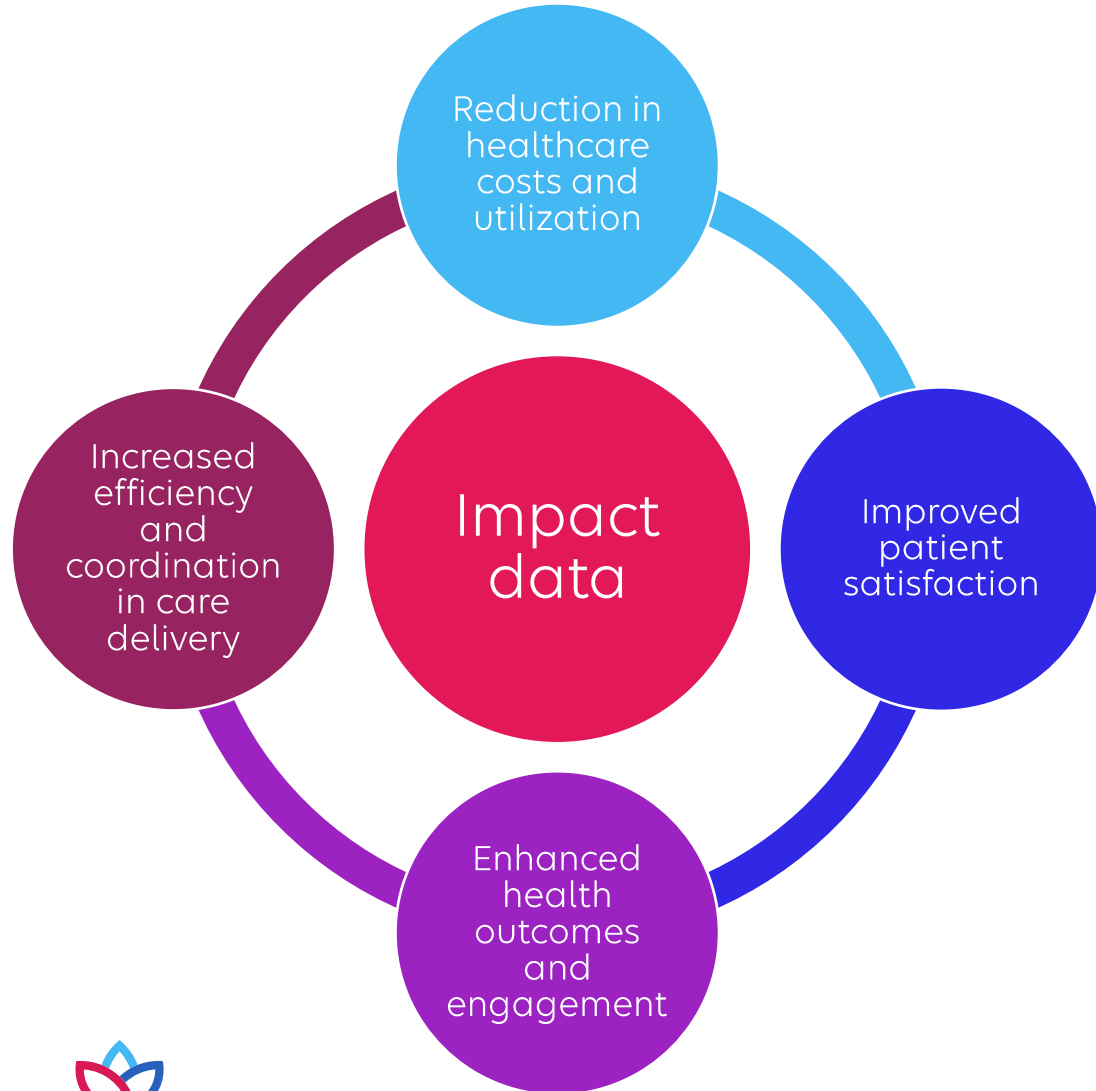 Reduction in
healthcare
costs and
utilization
Increased
efficiency
and
coordination
in care
delivery
Impact
data
Improved
patient
satisfaction
Enhanced
health
outcomes
and
engagement